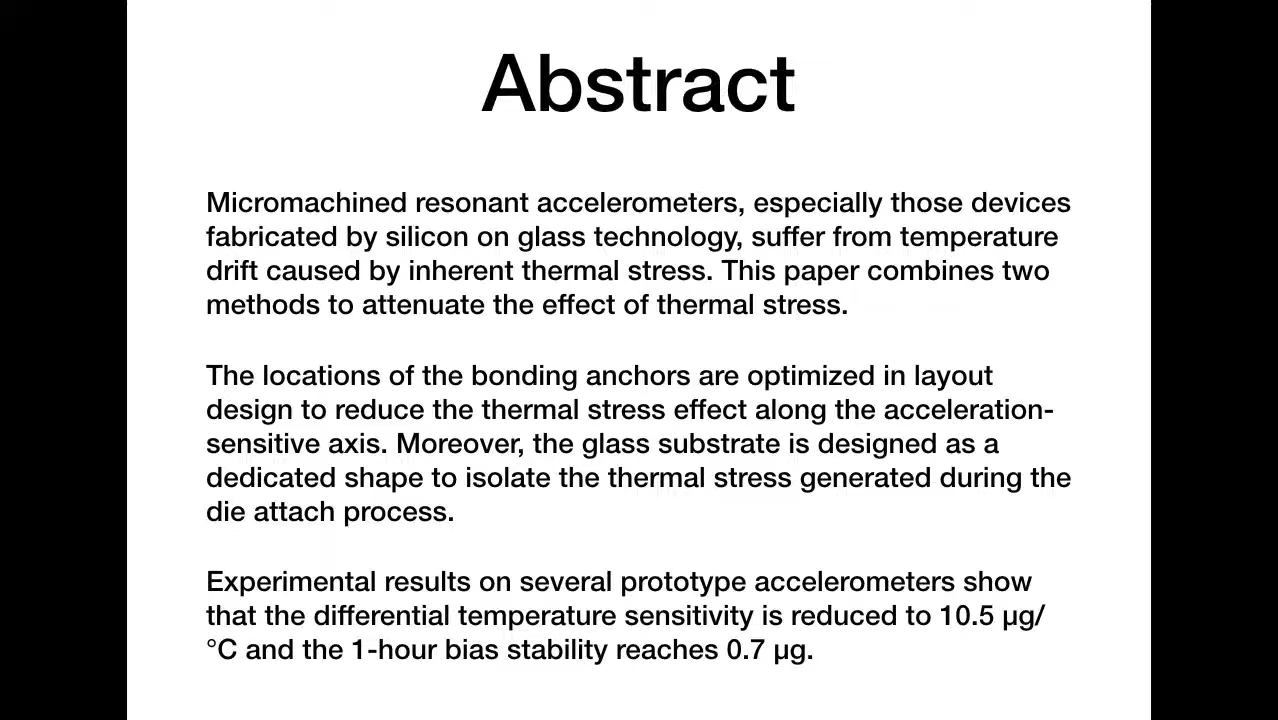 Abstract
Micromachined resonant accelerometers, especially those devices
fabricated by silicon on glass technology, suffer from temperature
drift caused by inherent thermal stress. This paper combines two
methods to attenuate the effect of thermal stress.
The locations of the bonding anchors are optimized in layout
design to reduce the thermal stress effect along the acceleration-
sensitive axis. Moreover, the glass substrate is designed as a
dedicated shape to isolate the thermal stress generated during the
die attach process.
Experimental results on several prototype accelerometers show
that the differential temperature sensitivity is reduced to 10.5 µg/
°C and the 1-hour bias stability reaches 0.7 µg.